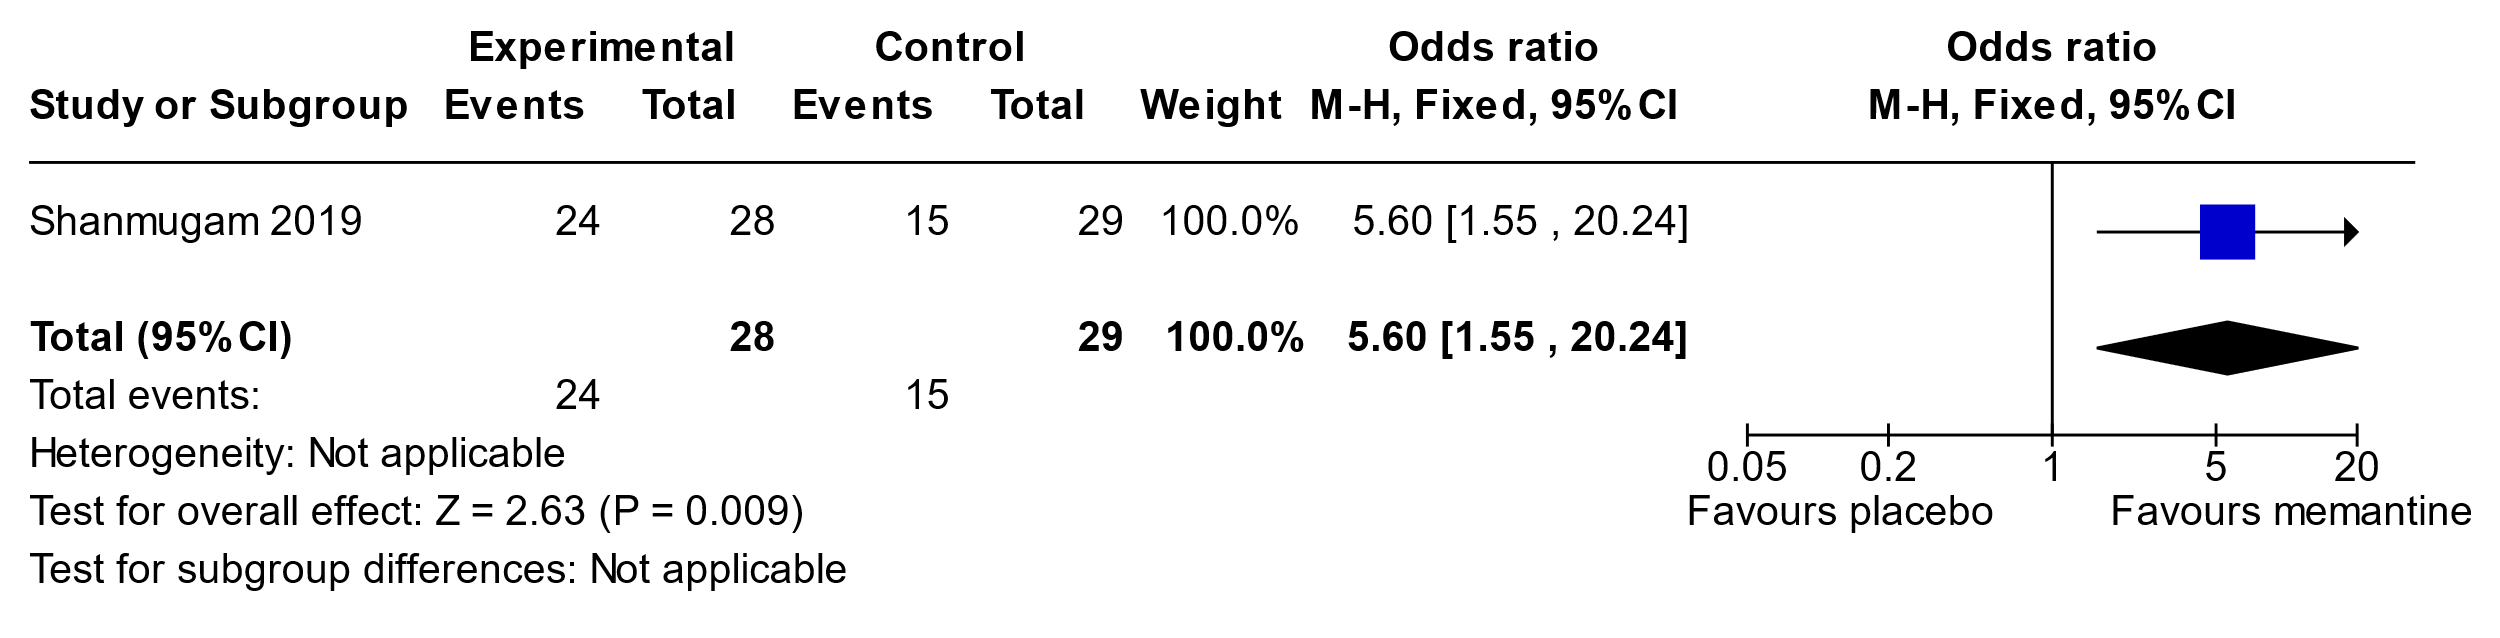 Experimental Control Odds ratio Odds ratio
Study or Subgroup Events Total Events Total Weight M-H, Fixed, 95% CI M-H, Fixed, 95% CI
Shanmugam 2019 24 28 15 29 100.0% 5.60 [1.55 , 20.24]
Total (95% CI) 28 29 100.0% 5.60 [1.55 , 20.24]
Total events: 24 15
Heterogeneity: Not applicable 0.05 0.2 1 5 20
Test for overall effect: Z = 2.63 (P = 0.009) Favours placebo Favours memantine
Test for subgroup differences: Not applicable